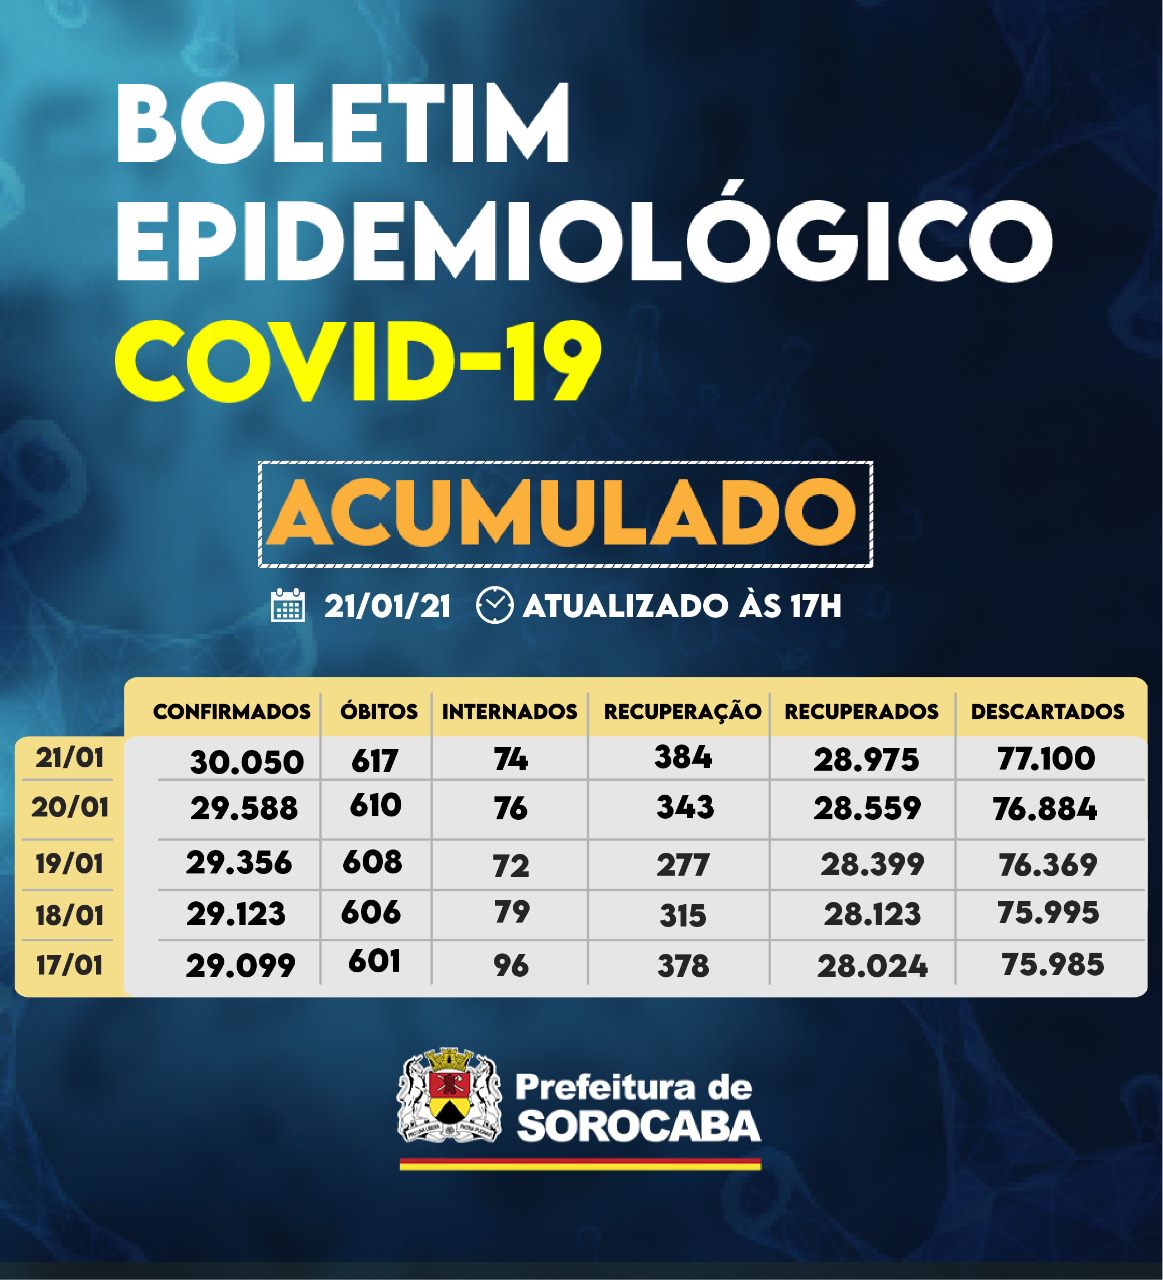 BOLETIM
EPIDEMIOLÓGICO
COVID-19
ACUMULADO
21/01/21 ATUALIZADO ÀS 17H
CONFIRMADOS ÓBITOS INTERNADOS RECUPERAÇÃO RECUPERADOS DESCARTADOS
21/01 30.050 617 74 384 28.975 77.100
20/01 29.588 610 76 343 28.559 76.884
19/01 29.356 608 72 277 28.399 76.369
18/01 29.123 606 79 315 28.123 75.995
17/01 29.099 601 96 378 28.024 75.985
Prefeitura de
SOROCABA